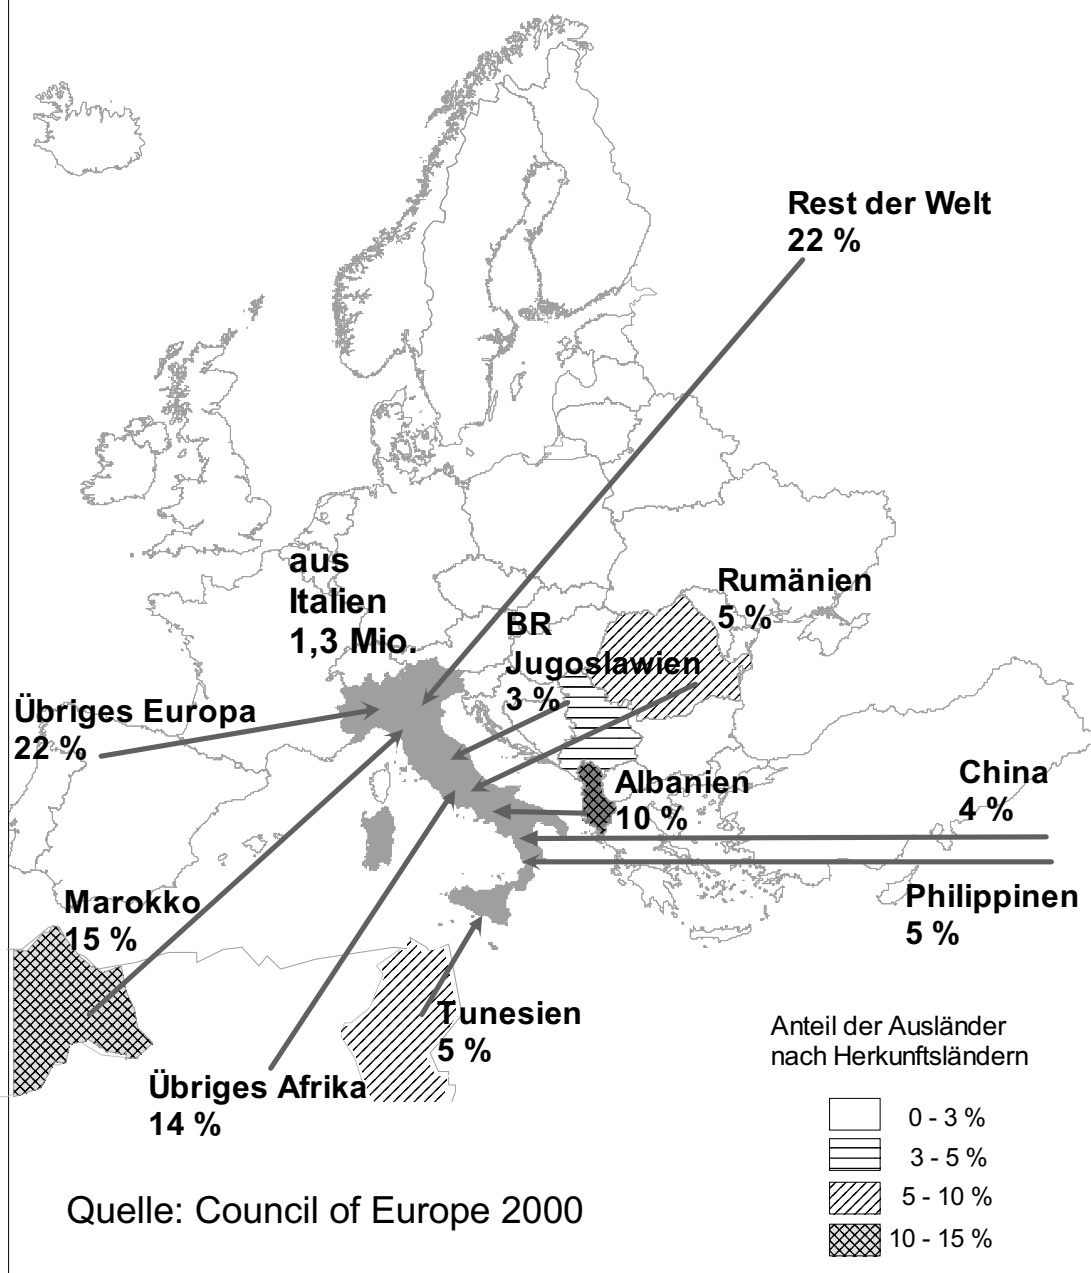 Rest der Welt
22 %
aus
Italien
1,3 Mio.
Rumänien
5 %
BR
Jugoslawien
3 %
Übriges Europa
22 %
Albanien
10 %
China
4 %
Marokko
15 %
Philippinen
5 %
Tunesien
5 %
Übriges Afrika
14 %
Anteil der Ausländer
nach Herkunftsländern
0 - 3 %
3 - 5 %
5 - 10 %
10 - 15 %
Quelle: Council of Europe 2000